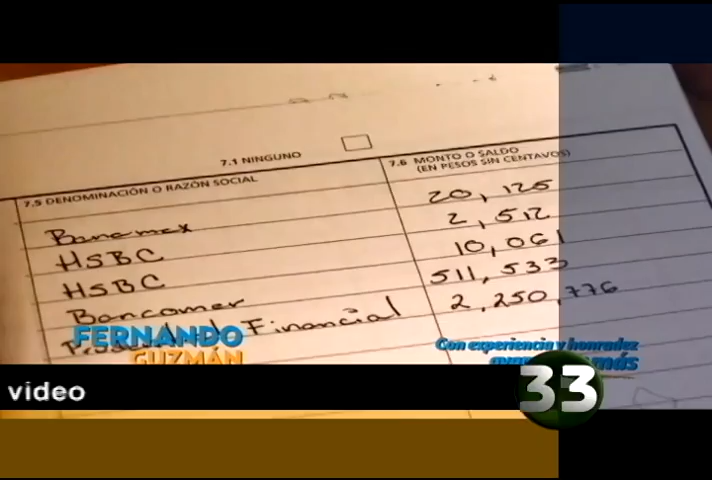 7.1 NINGUNO
7.5 DENOMINACIÓN O RAZÓN SOCIAL
7.6 MONTO O SALDO
(EN PESOS SIN CENTAVOS)
Banamex 20,125
HSBC 2,512
HSBC 10,061
Bancomer 511,533
Financial 2,250,776
FERNANDO
GUZMÁN
Con experiencia y honradez
más
video
33